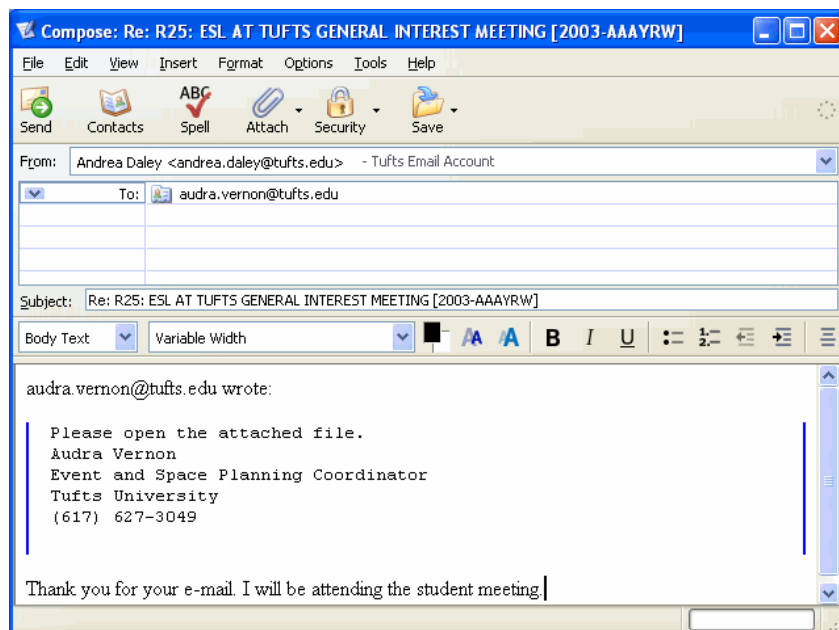 Compose: Re: R25: ESL AT TUFTS GENERAL INTEREST MEETING [2003-AAAYRW]
File Edit View Insert Format Options Tools Help
ABC
Send Contacts Spell Attach Security Save
From: Andrea Daley <andrea.daley@tufts.edu> - Tufts Email Account
To: audra.vernon@tufts.edu
Subject: Re: R25: ESL AT TUFTS GENERAL INTEREST MEETING [2003-AAAYRW]
Body Text Variable Width AA AA B I U 1. 2.
audra.vernon@tufts.edu wrote:
Please open the attached file.
Audra Vernon
Event and Space Planning Coordinator
Tufts University
(617) 627-3049
Thank you for your e-mail. I will be attending the student meeting.